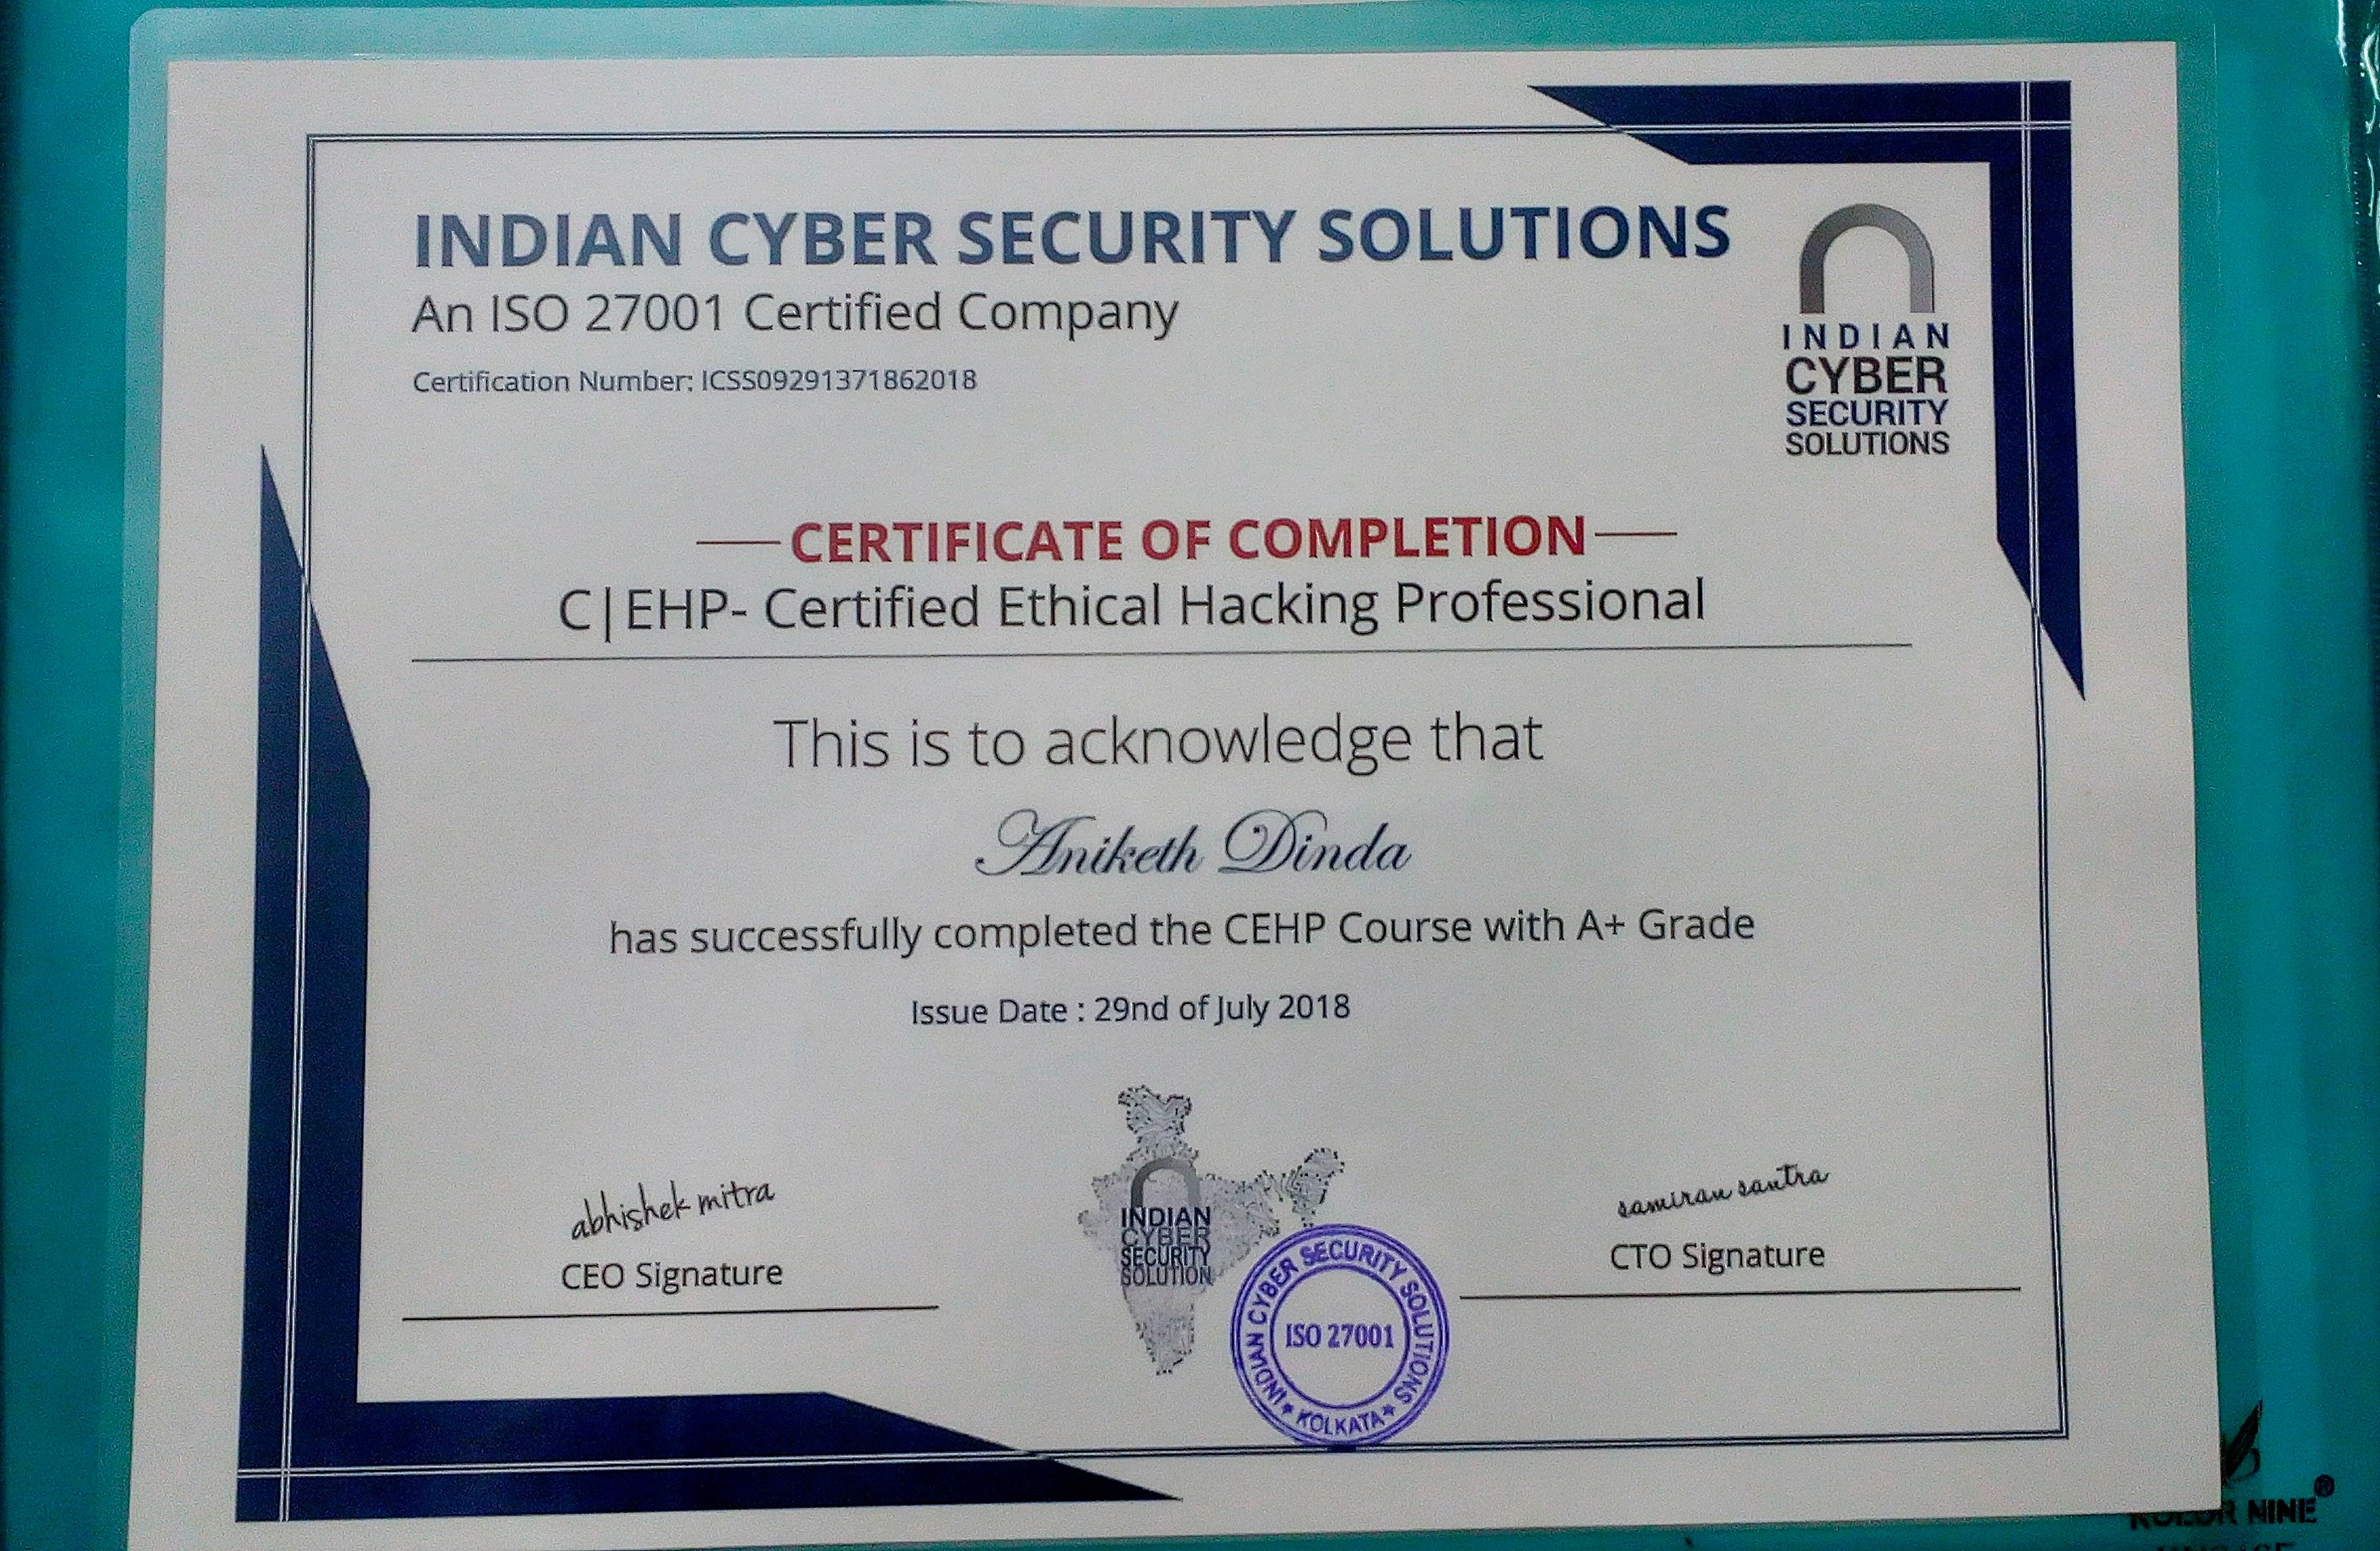 INDIAN CYBER SECURITY SOLUTIONS
An ISO 27001 Certified Company
Certification Number: ICSS09291371862018
INDIAN
CYBER
SECURITY
SOLUTIONS
CERTIFICATE OF COMPLETION
C|EHP- Certified Ethical Hacking Professional
This is to acknowledge that
Aniketh Dinda
has successfully completed the CEHP Course with A+ Grade
Issue Date : 29nd of July 2018
abhishek mitra
CEO Signature
INDIAN
CYBER
SECURITY
SOLUTION
INDIAN CYBER SECURITY SOLUTIONS
ISO 27001
★ KOLKATA ★
samiran santra
CTO Signature
KOLOR NINE®